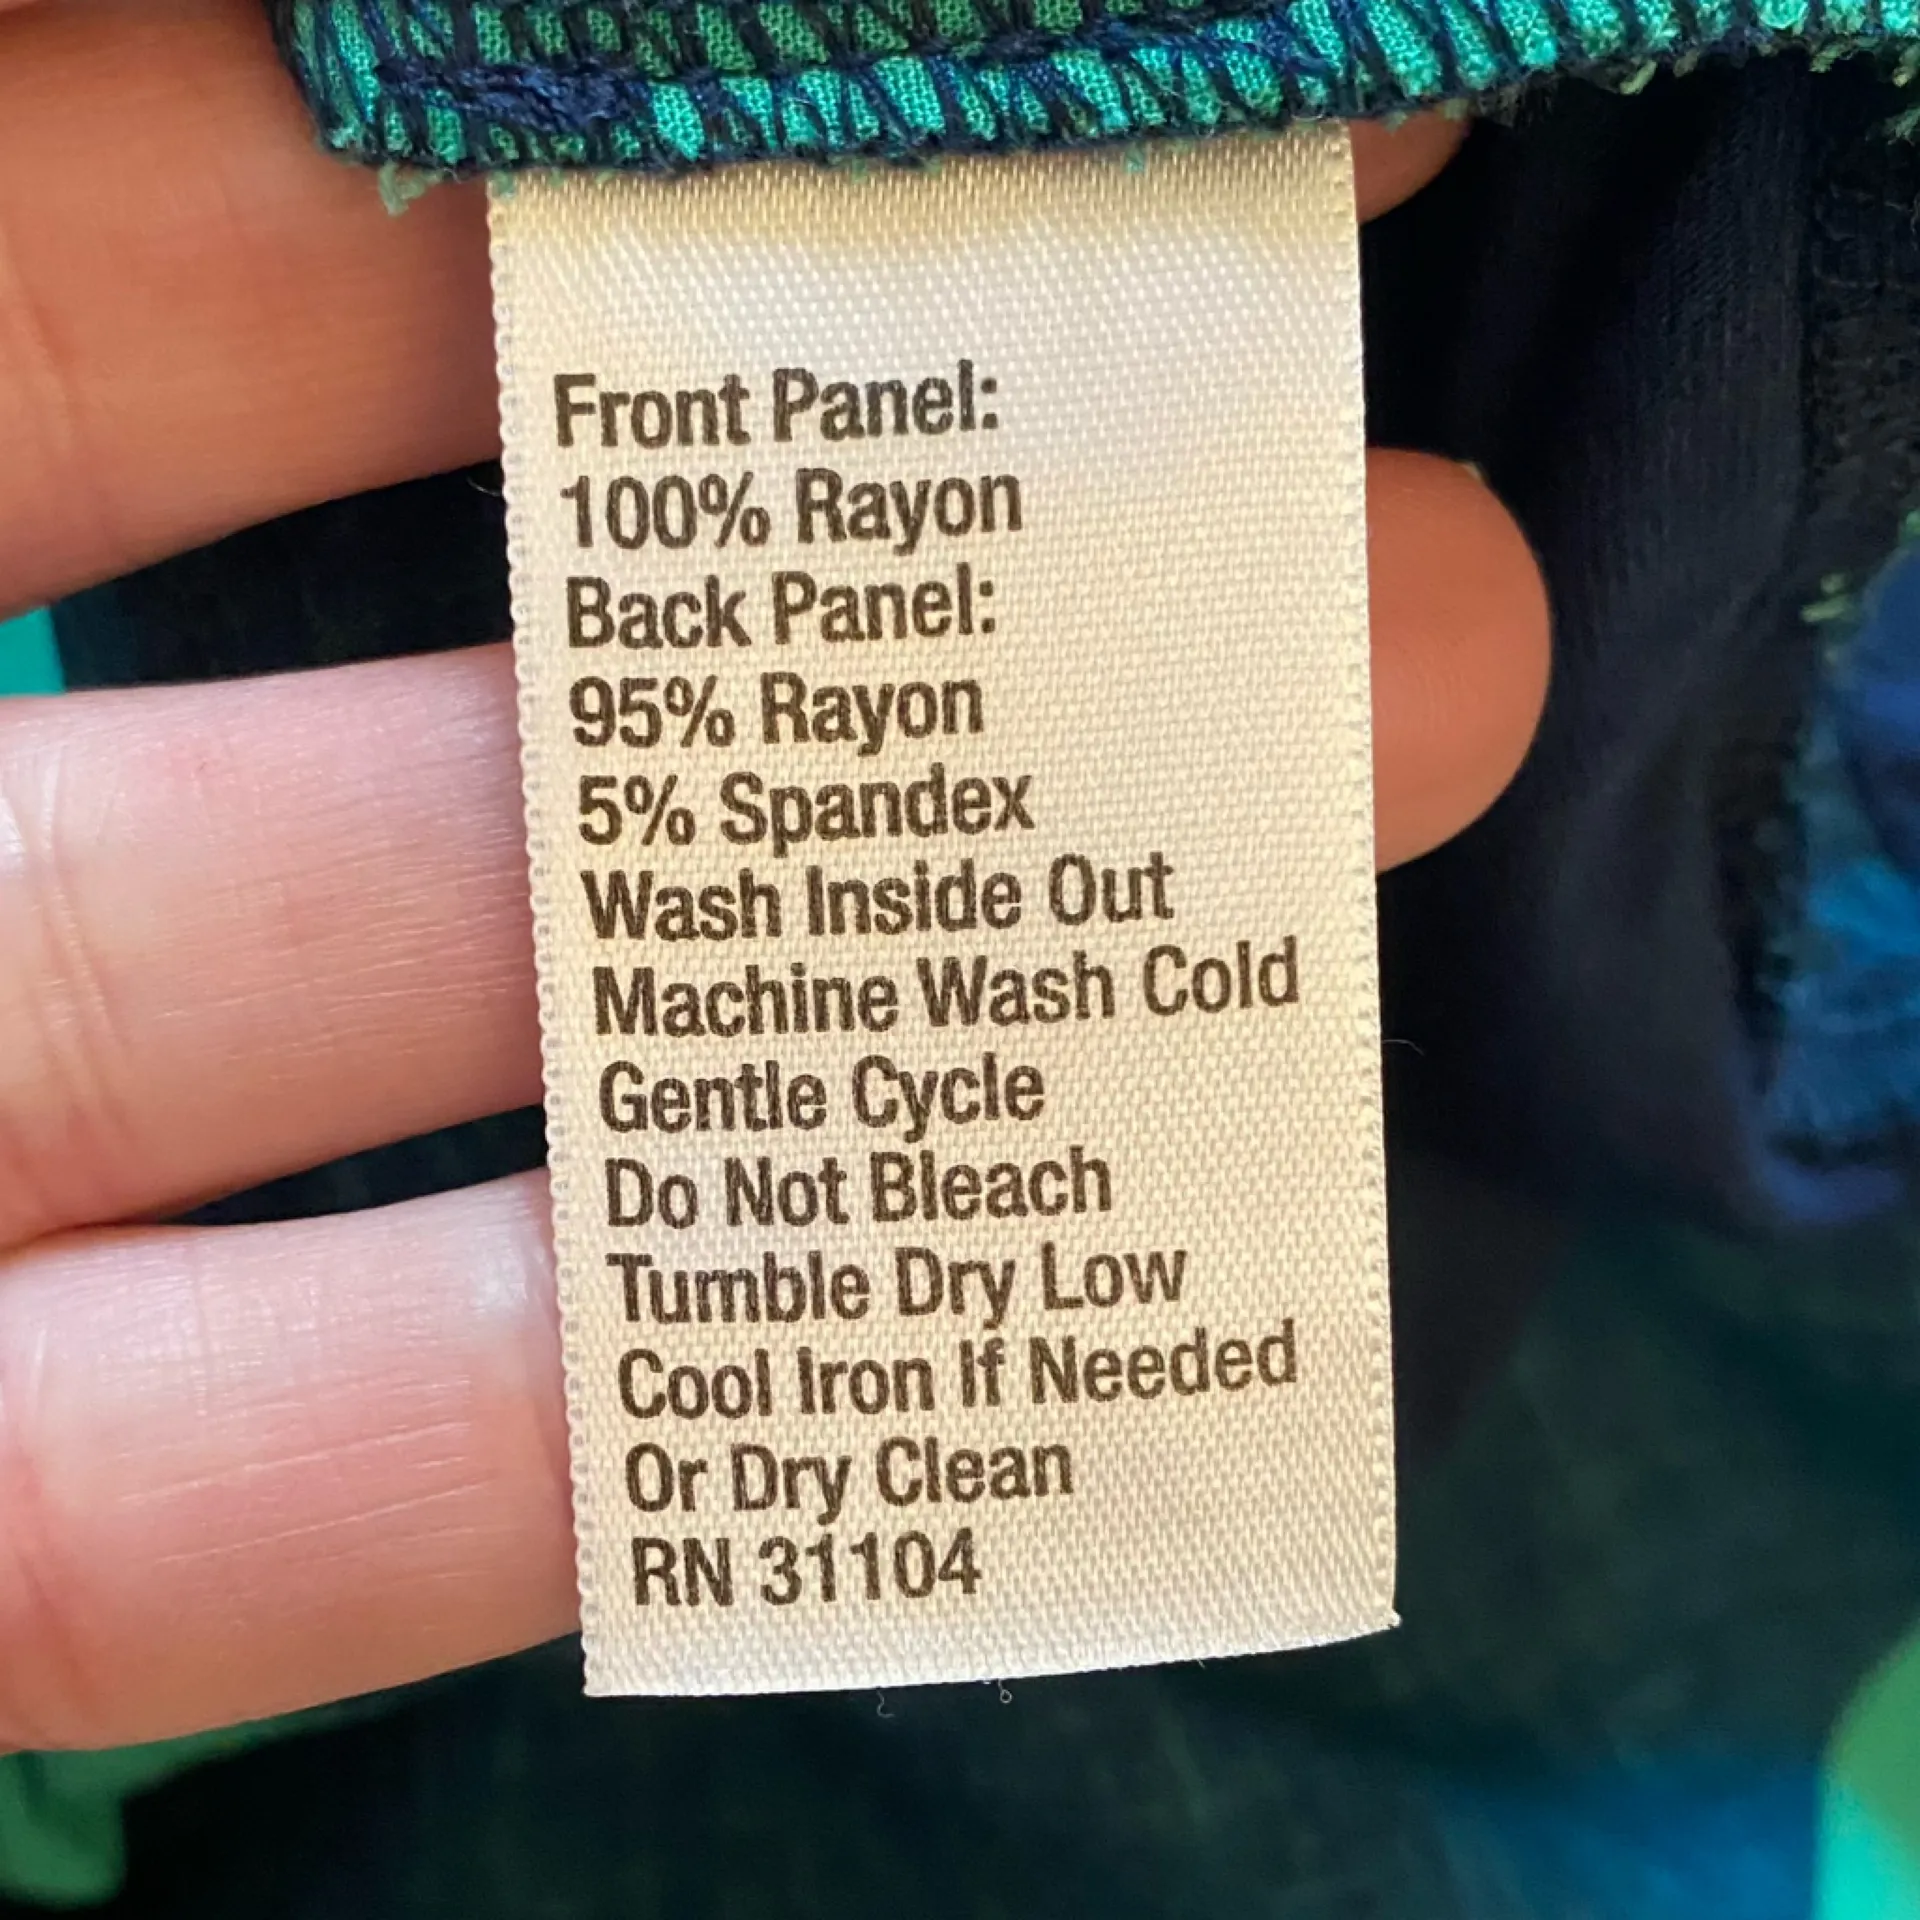 Front Panel:
100% Rayon
Back Panel:
95% Rayon
5% Spandex
Wash Inside Out
Machine Wash Cold
Gentle Cycle
Do Not Bleach
Tumble Dry Low
Cool Iron If Needed
Or Dry Clean
RN 31104